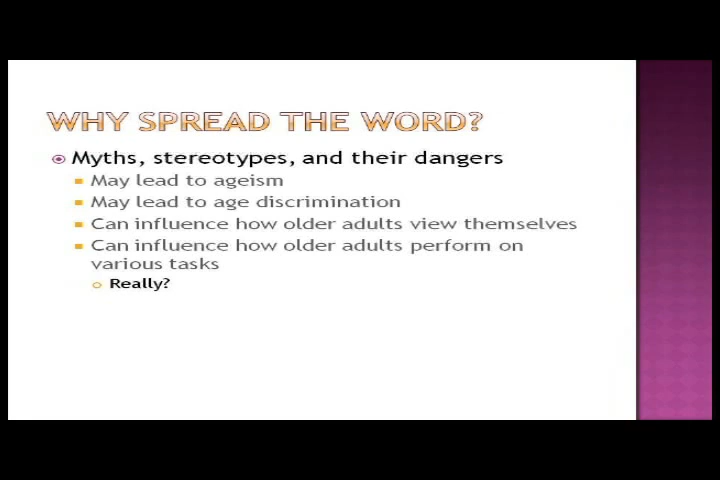 WHY SPREAD THE WORD?
Myths, stereotypes, and their dangers
May lead to ageism
May lead to age discrimination
Can influence how older adults view themselves
Can influence how older adults perform on
various tasks
Really?